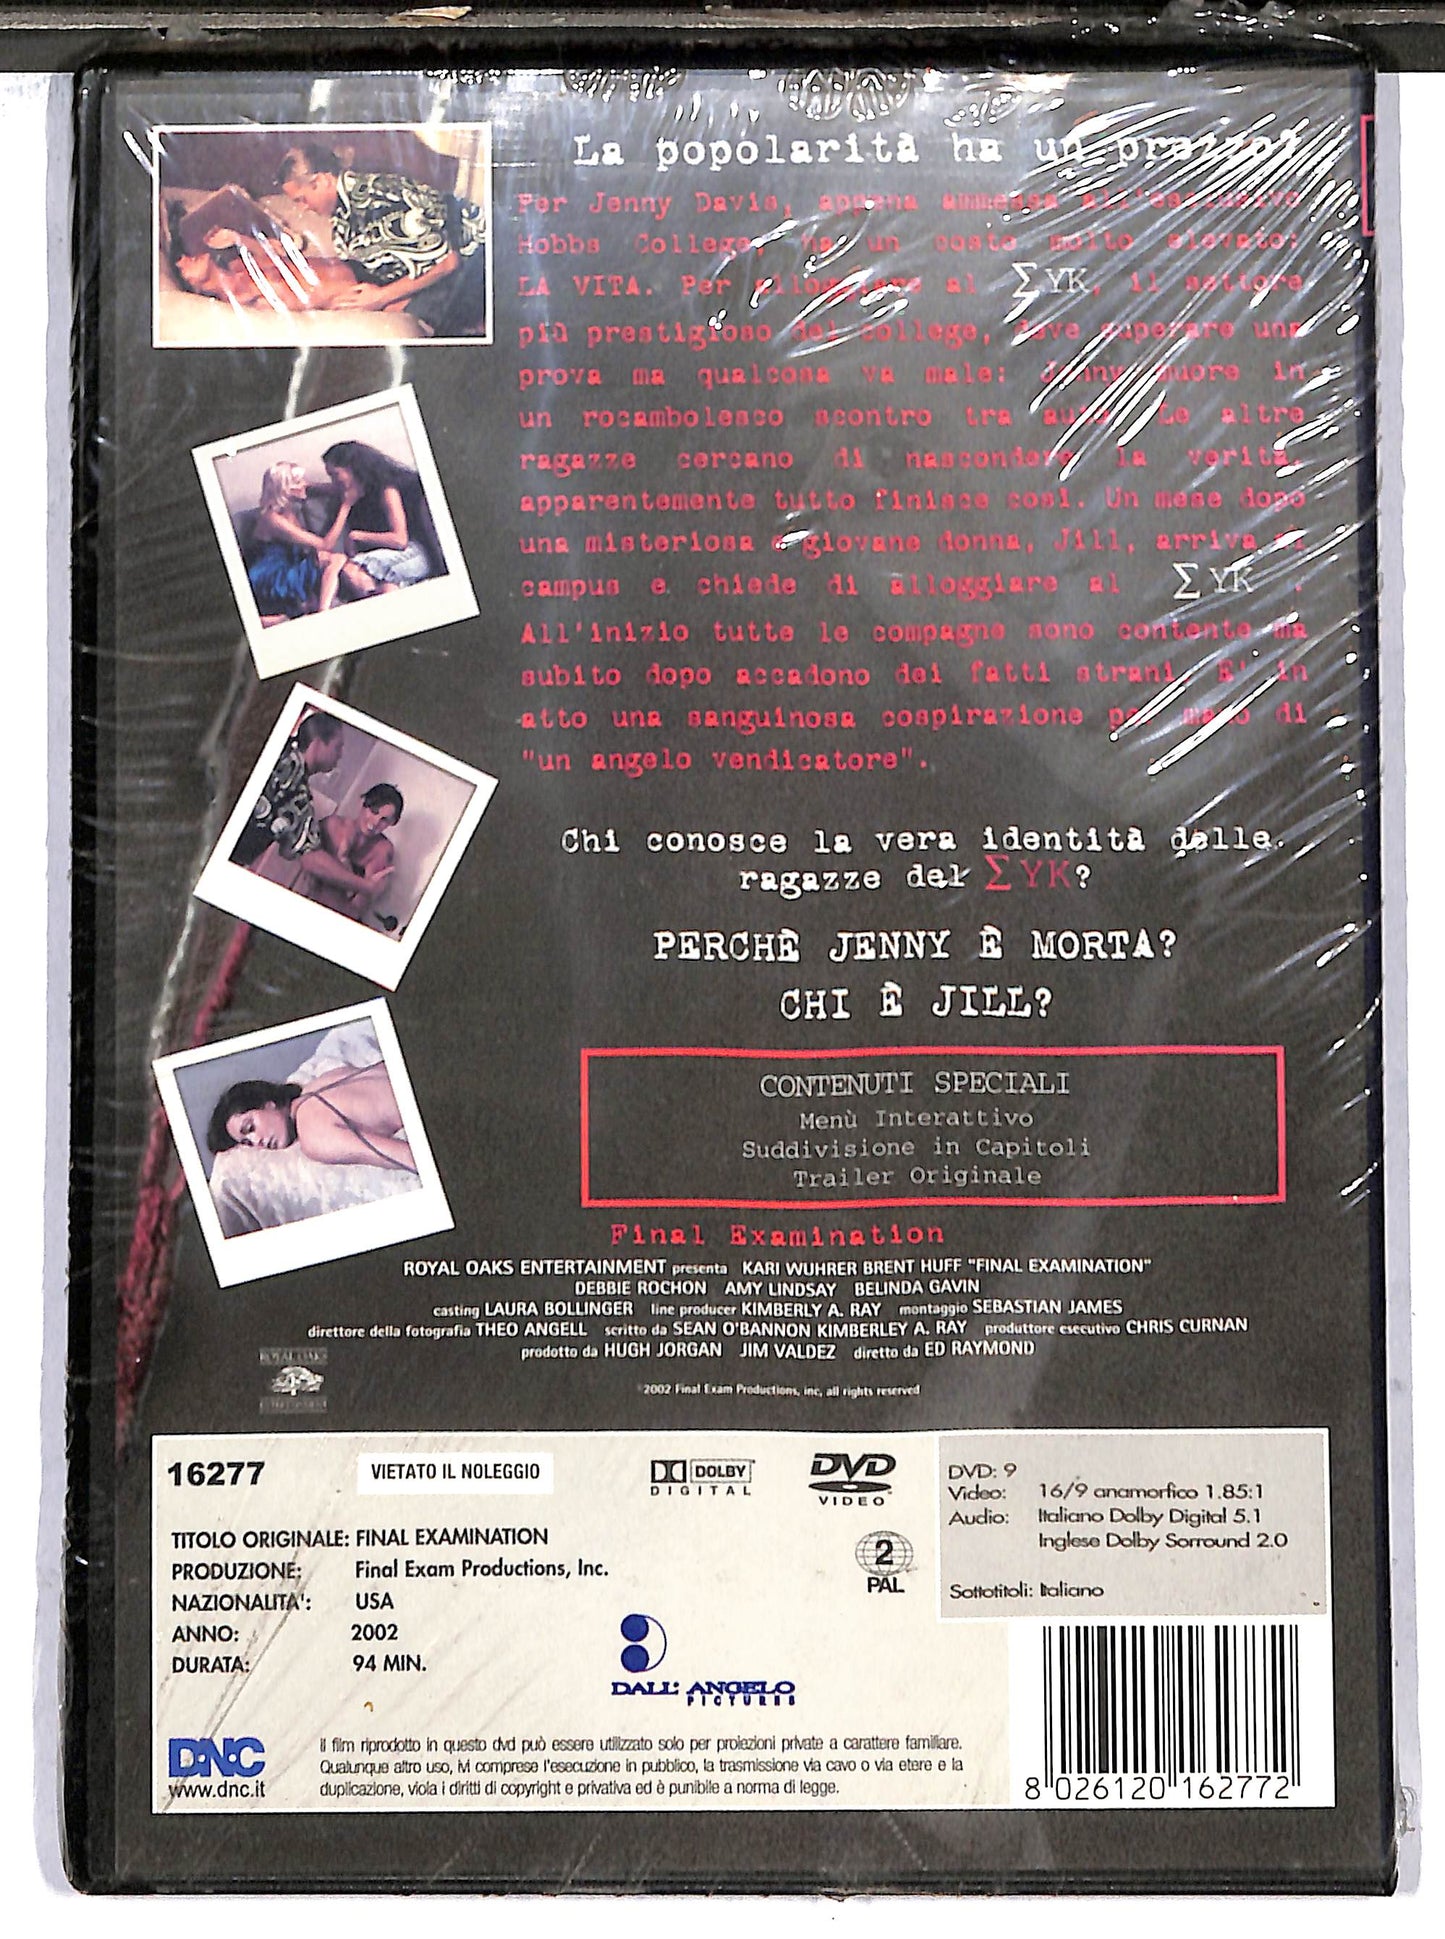 La popolarità ha un prezzo!
Per Jenny Davis, appena ammessa all'esclusivo
Hobbs College, ha un costo molto elevato:
LA VITA. Per alloggiare al ΣYK, il settore
più prestigioso del college, deve superare una
prova ma qualcosa va male: Jenny muore in
un rocambolesco scontro tra auto. Le altre
ragazze cercano di nascondere la verità,
apparentemente tutto finisce così. Un mese dopo
una misteriosa e giovane donna, Jill, arriva al
campus e chiede di alloggiare al ΣYK.
All'inizio tutte le compagne sono contente ma
subito dopo accadono dei fatti strani. E' in
atto una sanguinosa cospirazione per mano di
"un angelo vendicatore".
Chi conosce la vera identità delle
ragazze del ΣYK?
PERCHÈ JENNY È MORTA?
CHI È JILL?
CONTENUTI SPECIALI
Menù Interattivo
Suddivisione in Capitoli
Trailer Originale
Final Examination
ROYAL OAKS ENTERTAINMENT presenta KARI WUHRER BRENT HUFF "FINAL EXAMINATION"
DEBBIE ROCHON AMY LINDSAY BELINDA GAVIN
casting LAURA BOLLINGER line producer KIMBERLY A. RAY montaggio SEBASTIAN JAMES
direttore della fotografia THEO ANGELL scritto da SEAN O'BANNON KIMBERLEY A. RAY produttore esecutivo CHRIS CURNAN
prodotto da HUGH JORGAN JIM VALDEZ diretto da ED RAYMOND
ROYAL OAKS
2002 Final Exam Productions, inc, all rights reserved
16277
VIETATO IL NOLEGGIO
DOLBY
DIGITAL
DVD
VIDEO
DVD: 9
Video: 16/9 anamorfico 1.85:1
Audio: Italiano Dolby Digital 5.1
Inglese Dolby Sorround 2.0
Sottotitoli: Italiano
2
PAL
TITOLO ORIGINALE: FINAL EXAMINATION
PRODUZIONE: Final Exam Productions, Inc.
NAZIONALITA': USA
ANNO: 2002
DURATA: 94 MIN.
DALL'ANGELO
PICTURES
D·N·C
www.dnc.it
Il film riprodotto in questo dvd può essere utilizzato solo per proiezioni private a carattere familiare.
Qualunque altro uso, ivi comprese l'esecuzione in pubblico, la trasmissione via cavo o via etere e la
duplicazione, viola i diritti di copyright e privativa ed è punibile a norma di legge.
8 026120 162772